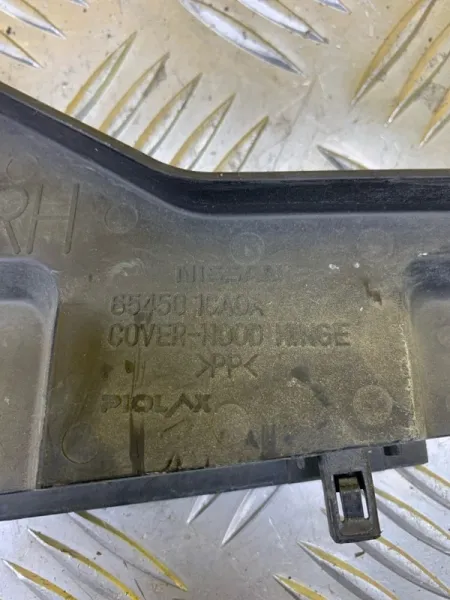 RH
NISSAN
65450 1CA0A
COVER-HOOD HINGE
>PP<
PIOLAX